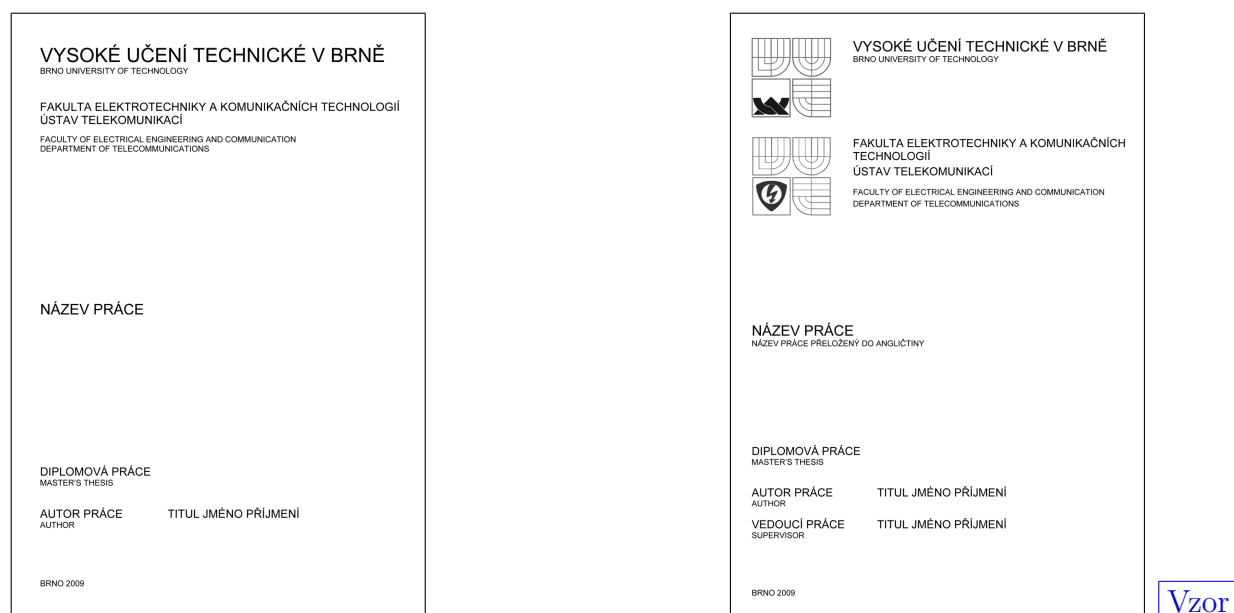 VYSOKÉ UČENÍ TECHNICKÉ V BRNĚ
BRNO UNIVERSITY OF TECHNOLOGY
FAKULTA ELEKTROTECHNIKY A KOMUNIKAČNÍCH TECHNOLOGIÍ
ÚSTAV TELEKOMUNIKACÍ
FACULTY OF ELECTRICAL ENGINEERING AND COMMUNICATION
DEPARTMENT OF TELECOMMUNICATIONS
NÁZEV PRÁCE
DIPLOMOVÁ PRÁCE
MASTER'S THESIS
AUTOR PRÁCE TITUL JMÉNO PŘÍJMENÍ
AUTHOR
BRNO 2009
VYSOKÉ UČENÍ TECHNICKÉ V BRNĚ
BRNO UNIVERSITY OF TECHNOLOGY
FAKULTA ELEKTROTECHNIKY A KOMUNIKAČNÍCH
TECHNOLOGIÍ
ÚSTAV TELEKOMUNIKACÍ
FACULTY OF ELECTRICAL ENGINEERING AND COMMUNICATION
DEPARTMENT OF TELECOMMUNICATIONS
NÁZEV PRÁCE
NÁZEV PRÁCE PŘELOŽENÝ DO ANGLIČTINY
DIPLOMOVÁ PRÁCE
MASTER'S THESIS
AUTOR PRÁCE TITUL JMÉNO PŘÍJMENÍ
AUTHOR
VEDOUCÍ PRÁCE TITUL JMÉNO PŘÍJMENÍ
SUPERVISOR
BRNO 2009
Vzor